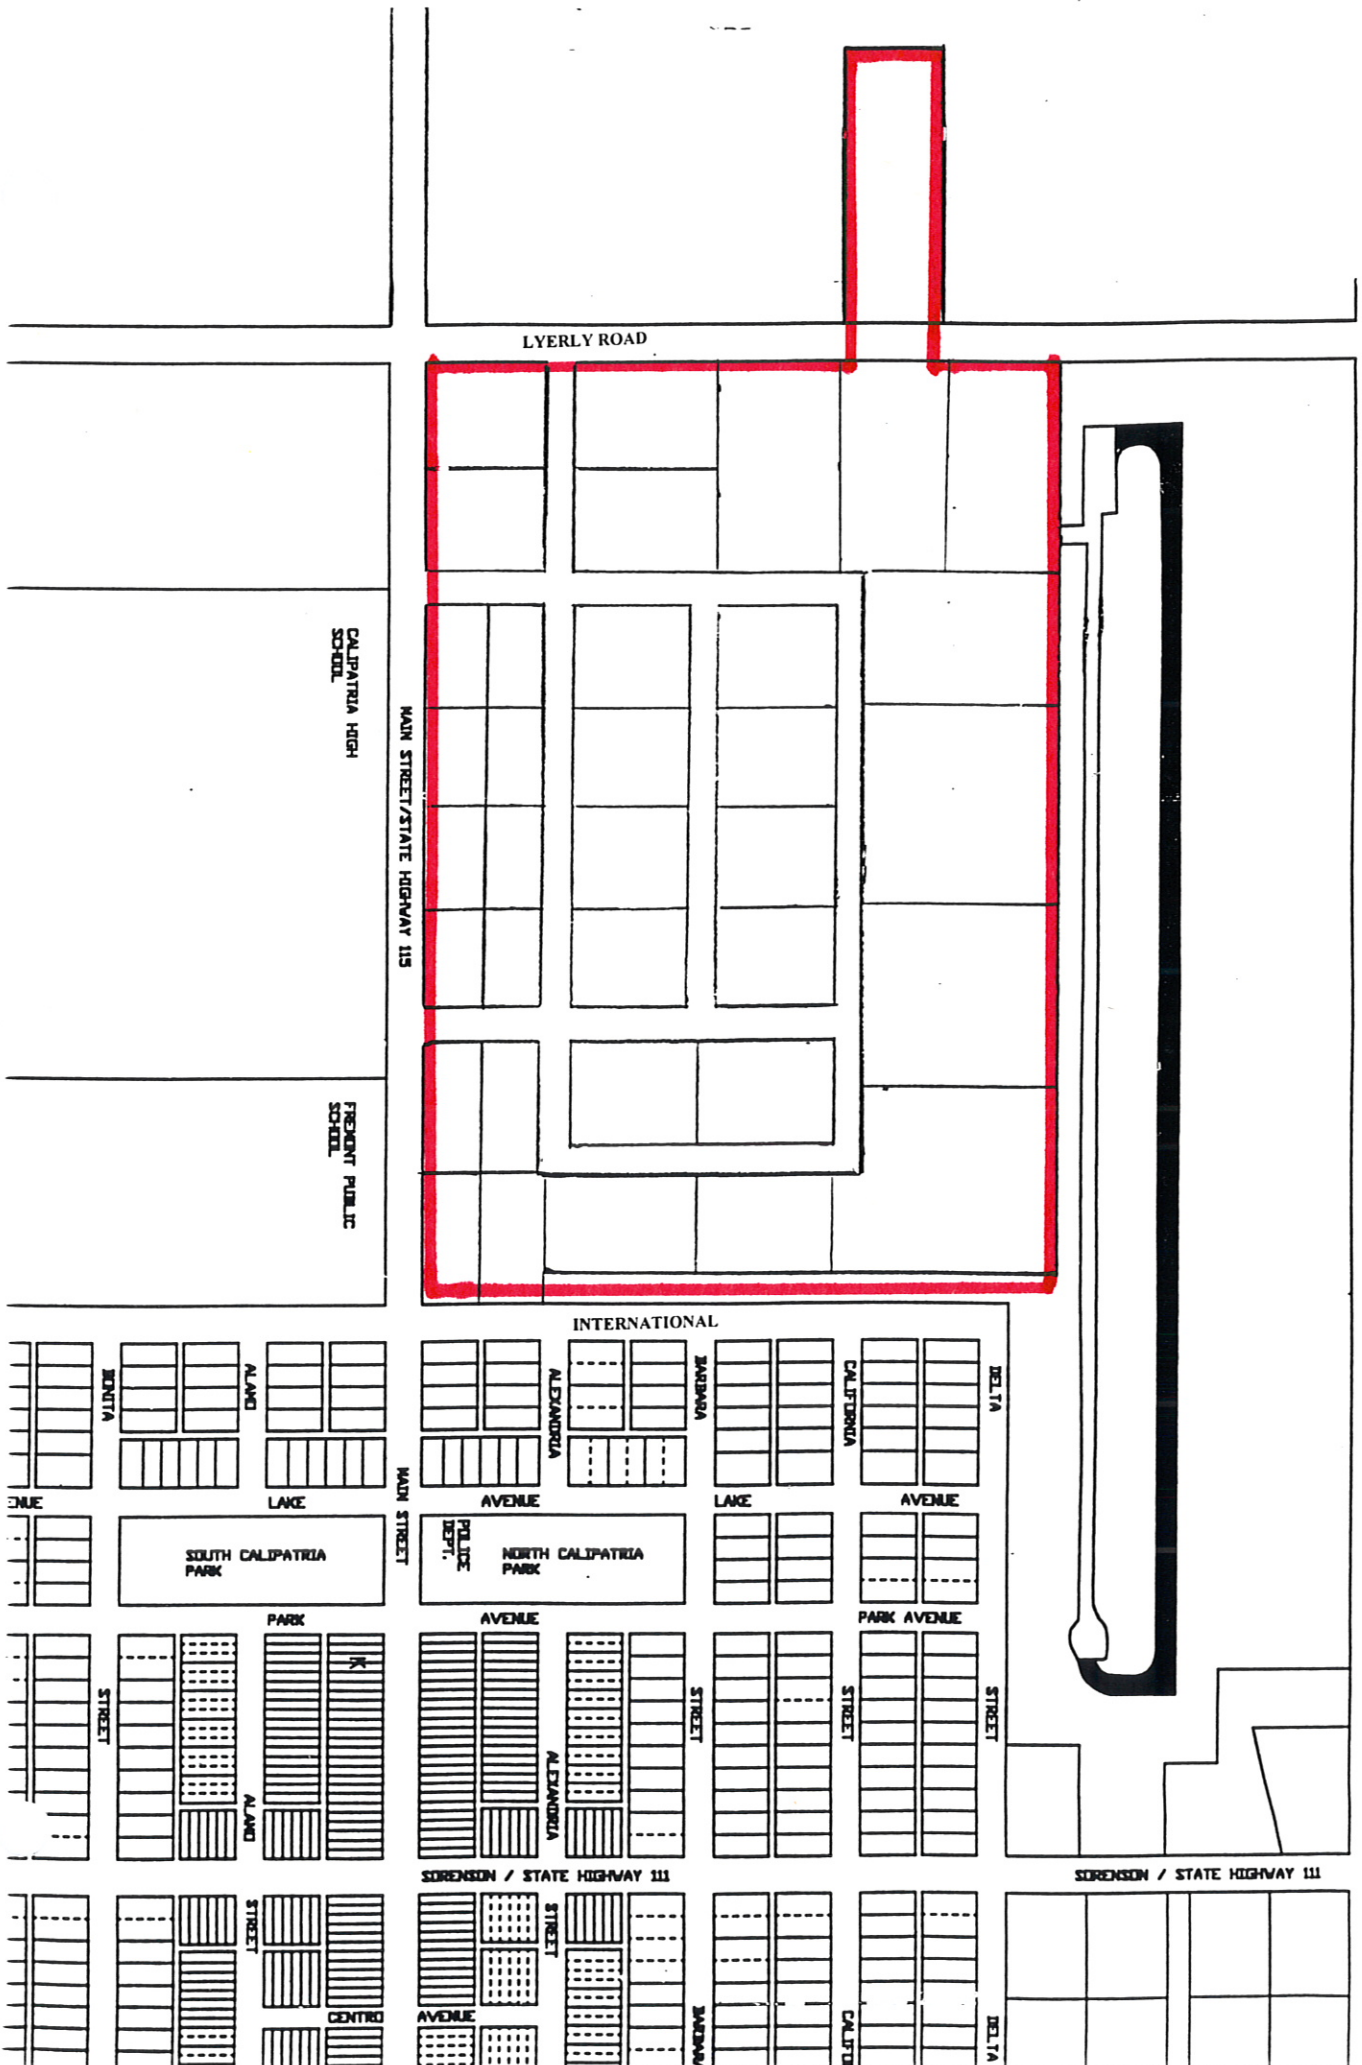 LYERLY ROAD
CALIPATRIA HIGH
SCHOOL
MAIN STREET/STATE HIGHWAY 115
FREMONT PUBLIC
SCHOOL
INTERNATIONAL
BONITA
ALAMO
ALEXANDRIA
BARBARA
CALIFORNIA
DELTA
MAIN STREET
ENUE
LAKE
AVENUE
LAKE
AVENUE
SOUTH CALIPATRIA
PARK
POLICE
DEPT.
NORTH CALIPATRIA
PARK
PARK
AVENUE
PARK AVENUE
K
STREET
ALAMO
ALEXANDRIA
STREET
STREET
STREET
SORENSON / STATE HIGHWAY 111
SORENSON / STATE HIGHWAY 111
STREET
STREET
CENTRO
AVENUE
BARBARA
CALIFO
DELTA